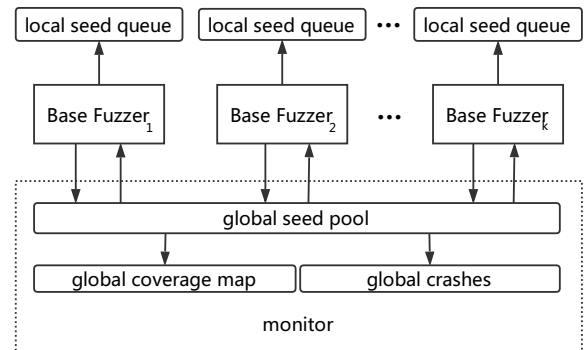 local seed queue local seed queue ••• local seed queue
Base Fuzzer1 Base Fuzzer2 ••• Base Fuzzerk
global seed pool
global coverage map global crashes
monitor